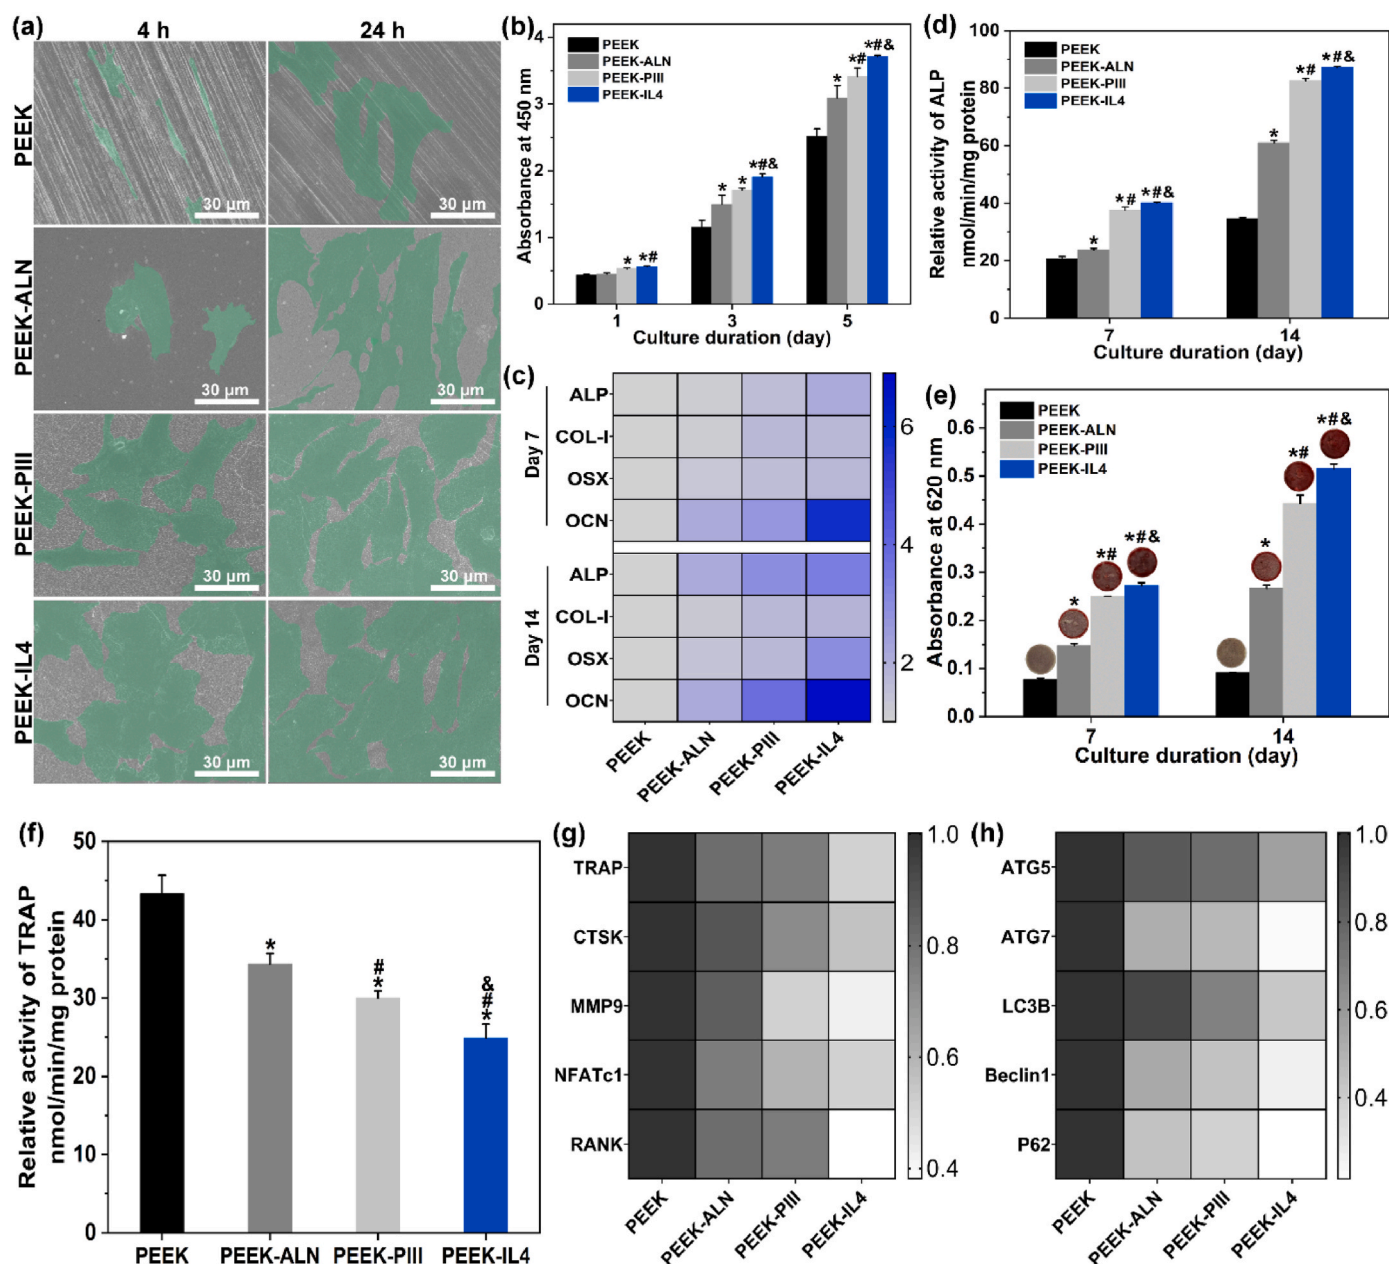 (a)
4 h
24 h
PEEK
30 µm
30 µm
PEEK-ALN
30 µm
30 µm
PEEK-PIII
30 µm
30 µm
PEEK-IL4
30 µm
30 µm
(b)
PEEK
PEEK-ALN
PEEK-PIII
PEEK-IL4
Absorbance at 450 nm
4
3
2
1
0
*
*#
*
*
*#&
*
*#
*#&
1
3
5
Culture duration (day)
(c)
Day 7
ALP
COL-I
OSX
OCN
Day 14
ALP
COL-I
OSX
OCN
PEEK
PEEK-ALN
PEEK-PIII
PEEK-IL4
6
4
2
(d)
PEEK
PEEK-ALN
PEEK-PIII
PEEK-IL4
Relative activity of ALP
nmol/min/mg protein
100
80
60
40
20
0
*
*#
*#&
*
*#
*#&
7
14
Culture duration (day)
(e)
PEEK
PEEK-ALN
PEEK-PIII
PEEK-IL4
Absorbance at 620 nm
0.6
0.5
0.4
0.3
0.2
0.1
0.0
*
*#
*#&
*
*#
*#&
7
14
Culture duration (day)
(f)
Relative activity of TRAP
nmol/min/mg protein
50
40
30
20
10
0
*
#
*
&
#
*
PEEK
PEEK-ALN
PEEK-PIII
PEEK-IL4
(g)
TRAP
CTSK
MMP9
NFATc1
RANK
PEEK
PEEK-ALN
PEEK-PIII
PEEK-IL4
1.0
0.8
0.6
0.4
(h)
ATG5
ATG7
LC3B
Beclin1
P62
PEEK
PEEK-ALN
PEEK-PIII
PEEK-IL4
1.0
0.8
0.6
0.4